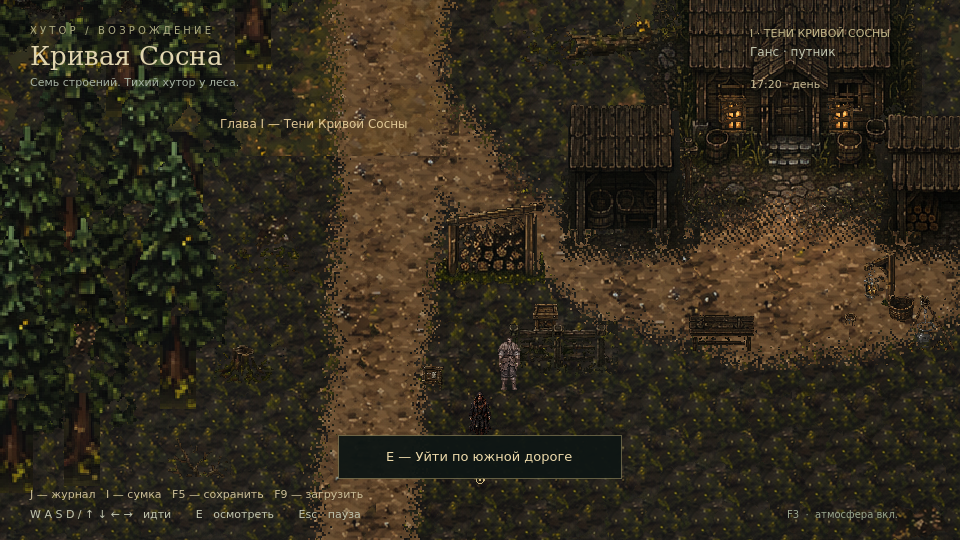 ХУТОР / ВОЗРОЖДЕНИЕ
Кривая Сосна
Семь строений. Тихий хутор у леса.
I · ТЕНИ КРИВОЙ СОСНЫ
Ганс · путник
17:20 · день
Глава I — Тени Кривой Сосны
E — Уйти по южной дороге
J — журнал I — сумка F5 — сохранить F9 — загрузить
W A S D / ↑ ↓ ← → идти E осмотреть Esc пауза
F3 · атмосфера вкл.